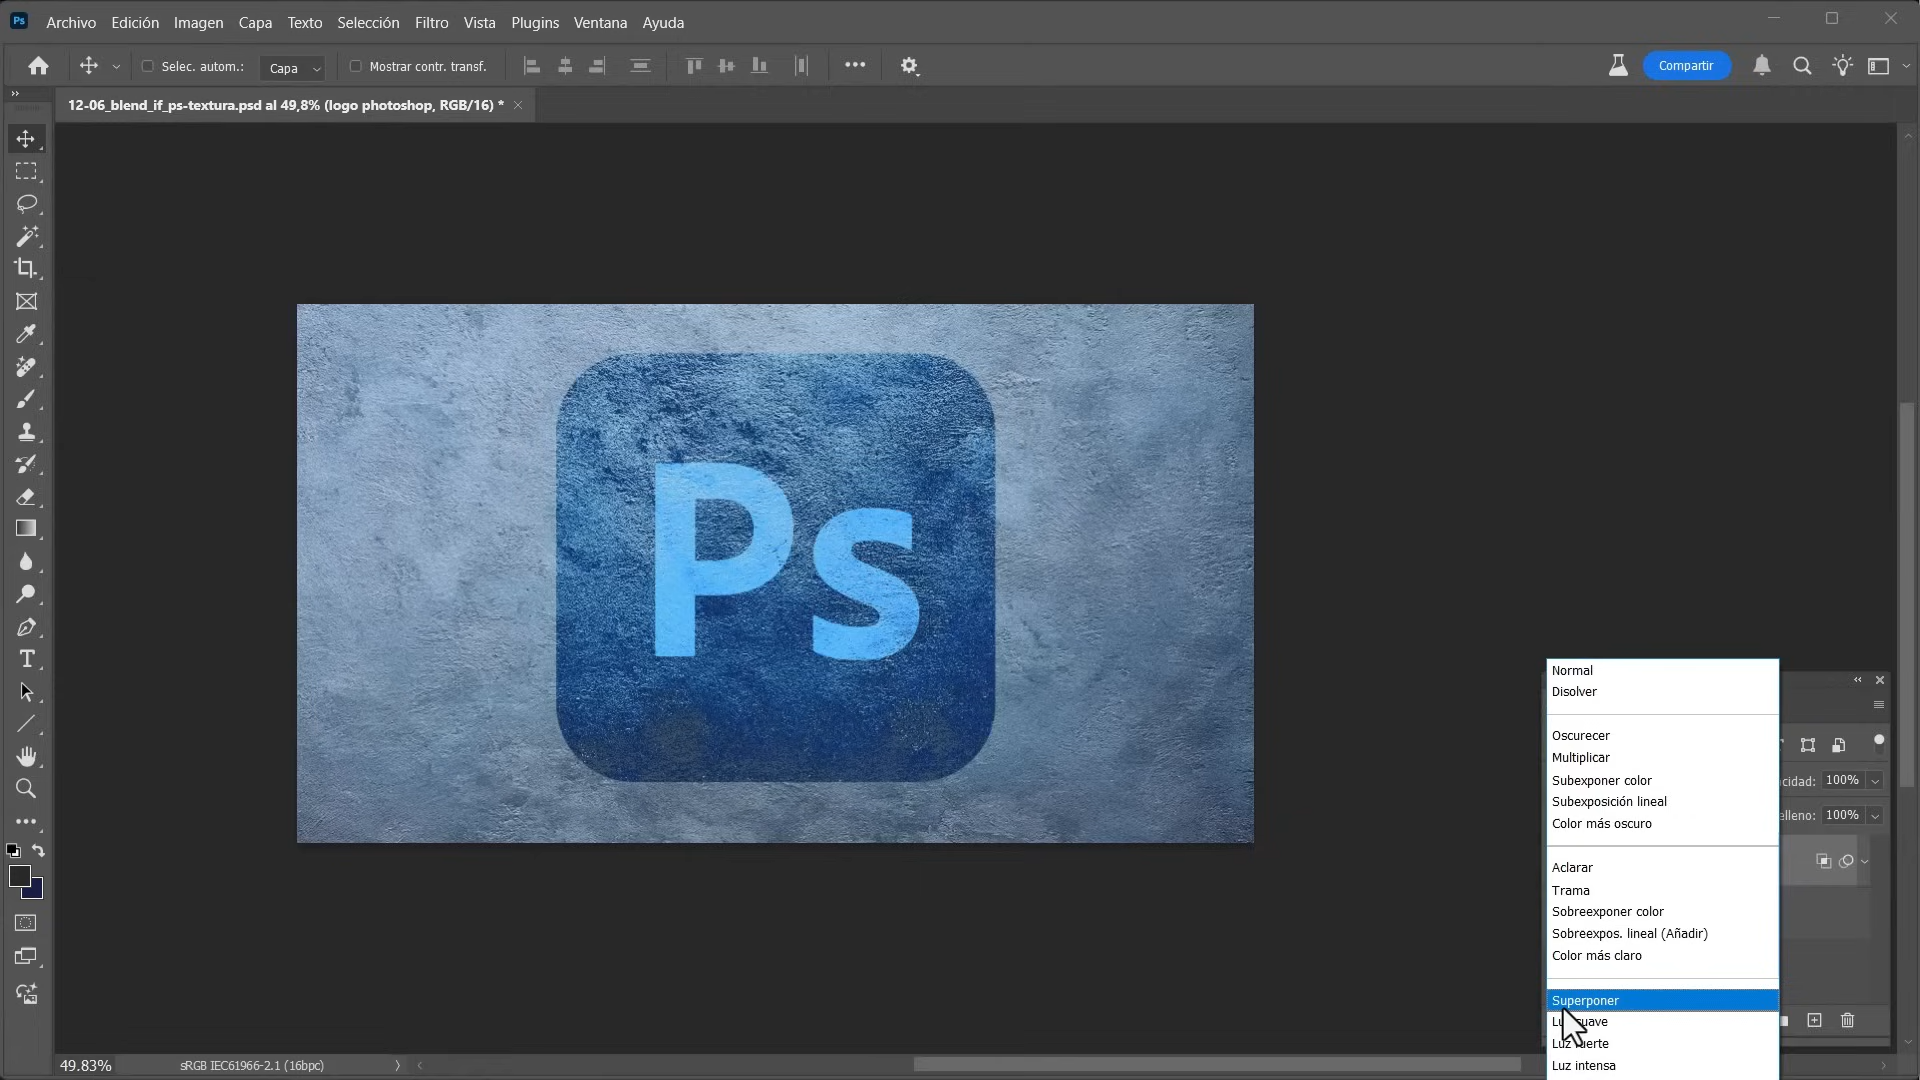 Ps
Archivo Edición Imagen Capa Texto Selección Filtro Vista Plugins Ventana Ayuda
Selec. autom.: Capa Mostrar contr. transf. Compartir
12-06_blend_if_ps-textura.psd al 49,8% (logo photoshop, RGB/16) *
Ps
Normal
Disolver
Oscurecer
Multiplicar
Subexponer color
cidad: 100%
Subexposición lineal
elleno: 100%
Color más oscuro
Aclarar
Trama
Sobreexponer color
Sobreexpos. lineal (Añadir)
Color más claro
Superponer
Luz suave
Luz fuerte
Luz intensa
49.83% sRGB IEC61966-2.1 (16bpc)